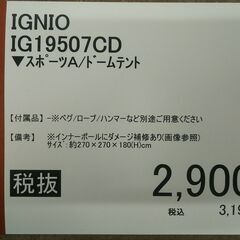 IGNIO
IG19507CD
▼スポーツA/ドームテント
【付属品】-※ペグ/ロープ/ハンマーなど別途ご用意ください
【備考】 ※インナーポールにダメージ補修あり(画像参照)
サイズ:約270×270×180(H)cm
税抜 2,900
税込 3,19